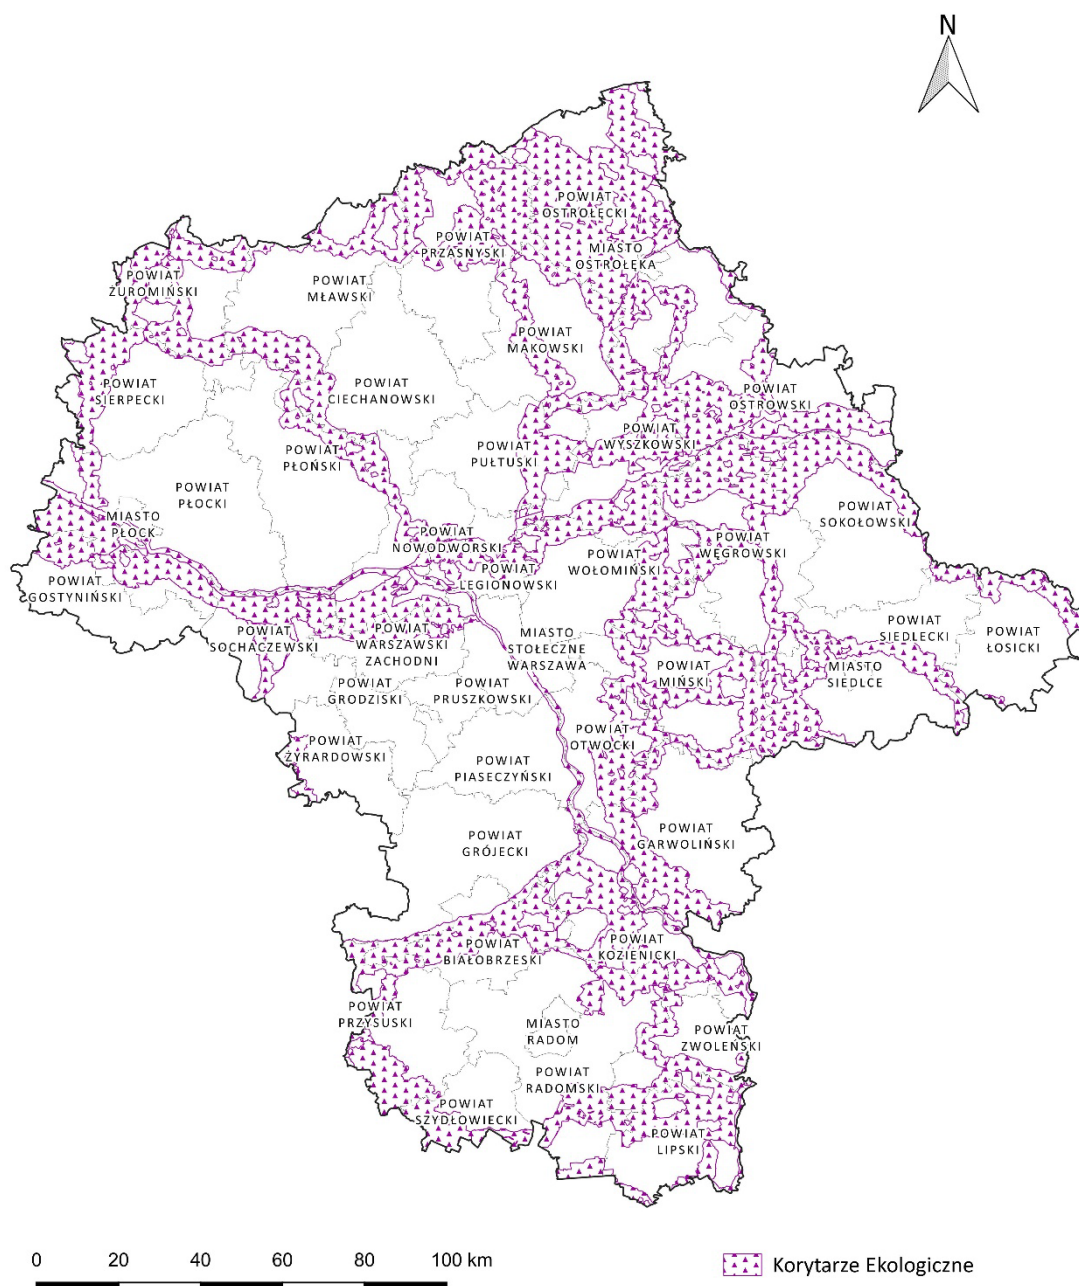 N
POWIAT
OSTROŁĘCKI
POWIAT
PRZASNYSKI
MIASTO
OSTROŁĘKA
POWIAT
ŻUROMIŃSKI
POWIAT
MŁAWSKI
POWIAT
MAKOWSKI
POWIAT
SIERPECKI
POWIAT
CIECHANOWSKI
POWIAT
OSTROWSKI
POWIAT
WYSZKOWSKI
POWIAT
PŁOŃSKI
POWIAT
PUŁTUSKI
POWIAT
PŁOCKI
POWIAT
SOKOŁOWSKI
MIASTO
PŁOCK
POWIAT
NOWODWORSKI
POWIAT
WĘGROWSKI
POWIAT
WOŁOMIŃSKI
POWIAT
LEGIONOWSKI
POWIAT
GOSTYNIŃSKI
POWIAT
SOCHACZEWSKI
POWIAT
WARSZAWSKI
ZACHODNI
MIASTO
STOŁECZNE
WARSZAWA
POWIAT
SIEDLECKI
POWIAT
ŁOSICKI
POWIAT
MIŃSKI
MIASTO
SIEDLCE
POWIAT
GRODZISKI
POWIAT
PRUSZKOWSKI
POWIAT
OTWOCKI
POWIAT
ŻYRARDOWSKI
POWIAT
PIASECZYŃSKI
POWIAT
GRÓJECKI
POWIAT
GARWOLIŃSKI
POWIAT
BIAŁOBRZESKI
POWIAT
KOZIENICKI
POWIAT
PRZYSUSKI
MIASTO
RADOM
POWIAT
ZWOLEŃSKI
POWIAT
RADOMSKI
POWIAT
SZYDŁOWIECKI
POWIAT
LIPSKI
0 20 40 60 80 100 km
Korytarze Ekologiczne